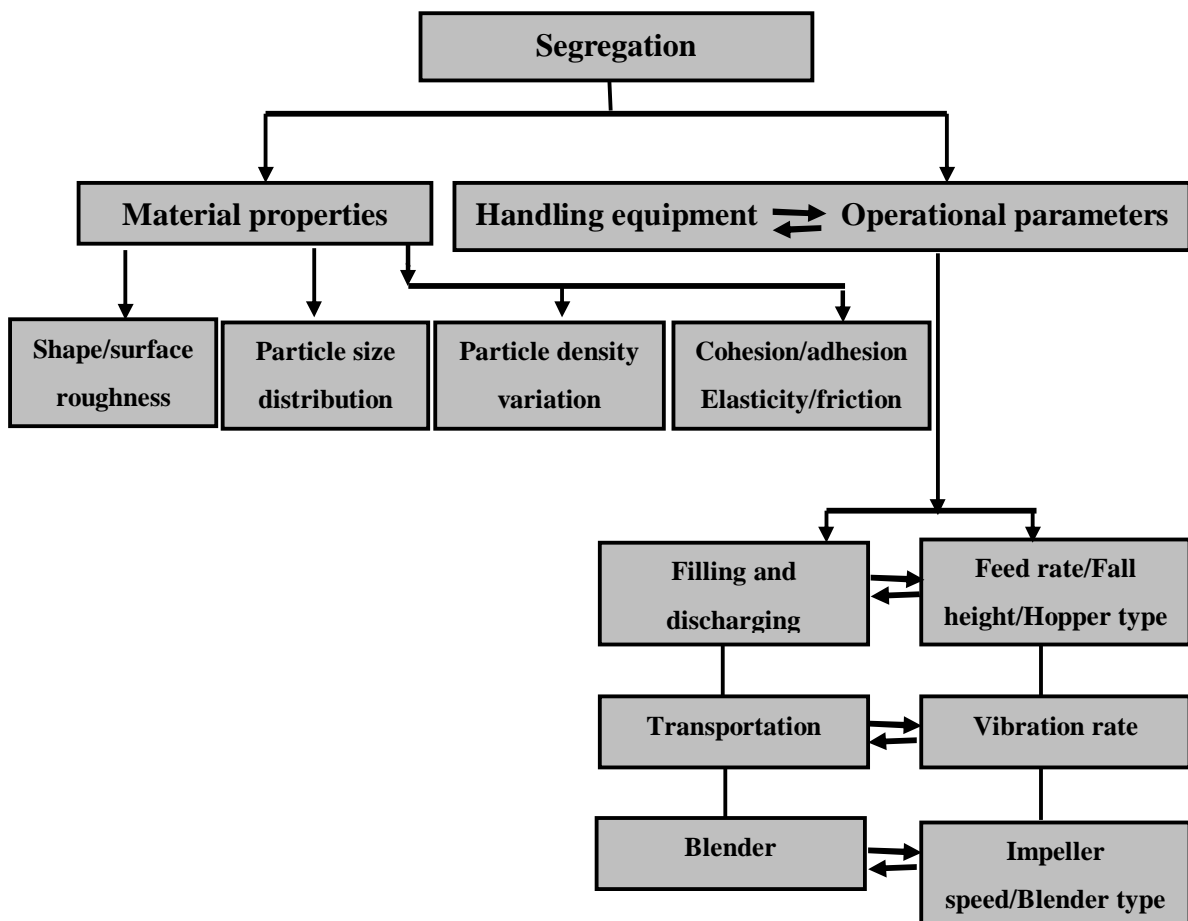 Segregation
Material properties
Handling equipment
Operational parameters
Shape/surface
roughness
Particle size
distribution
Particle density
variation
Cohesion/adhesion
Elasticity/friction
Filling and
discharging
Feed rate/Fall
height/Hopper type
Transportation
Vibration rate
Blender
Impeller
speed/Blender type